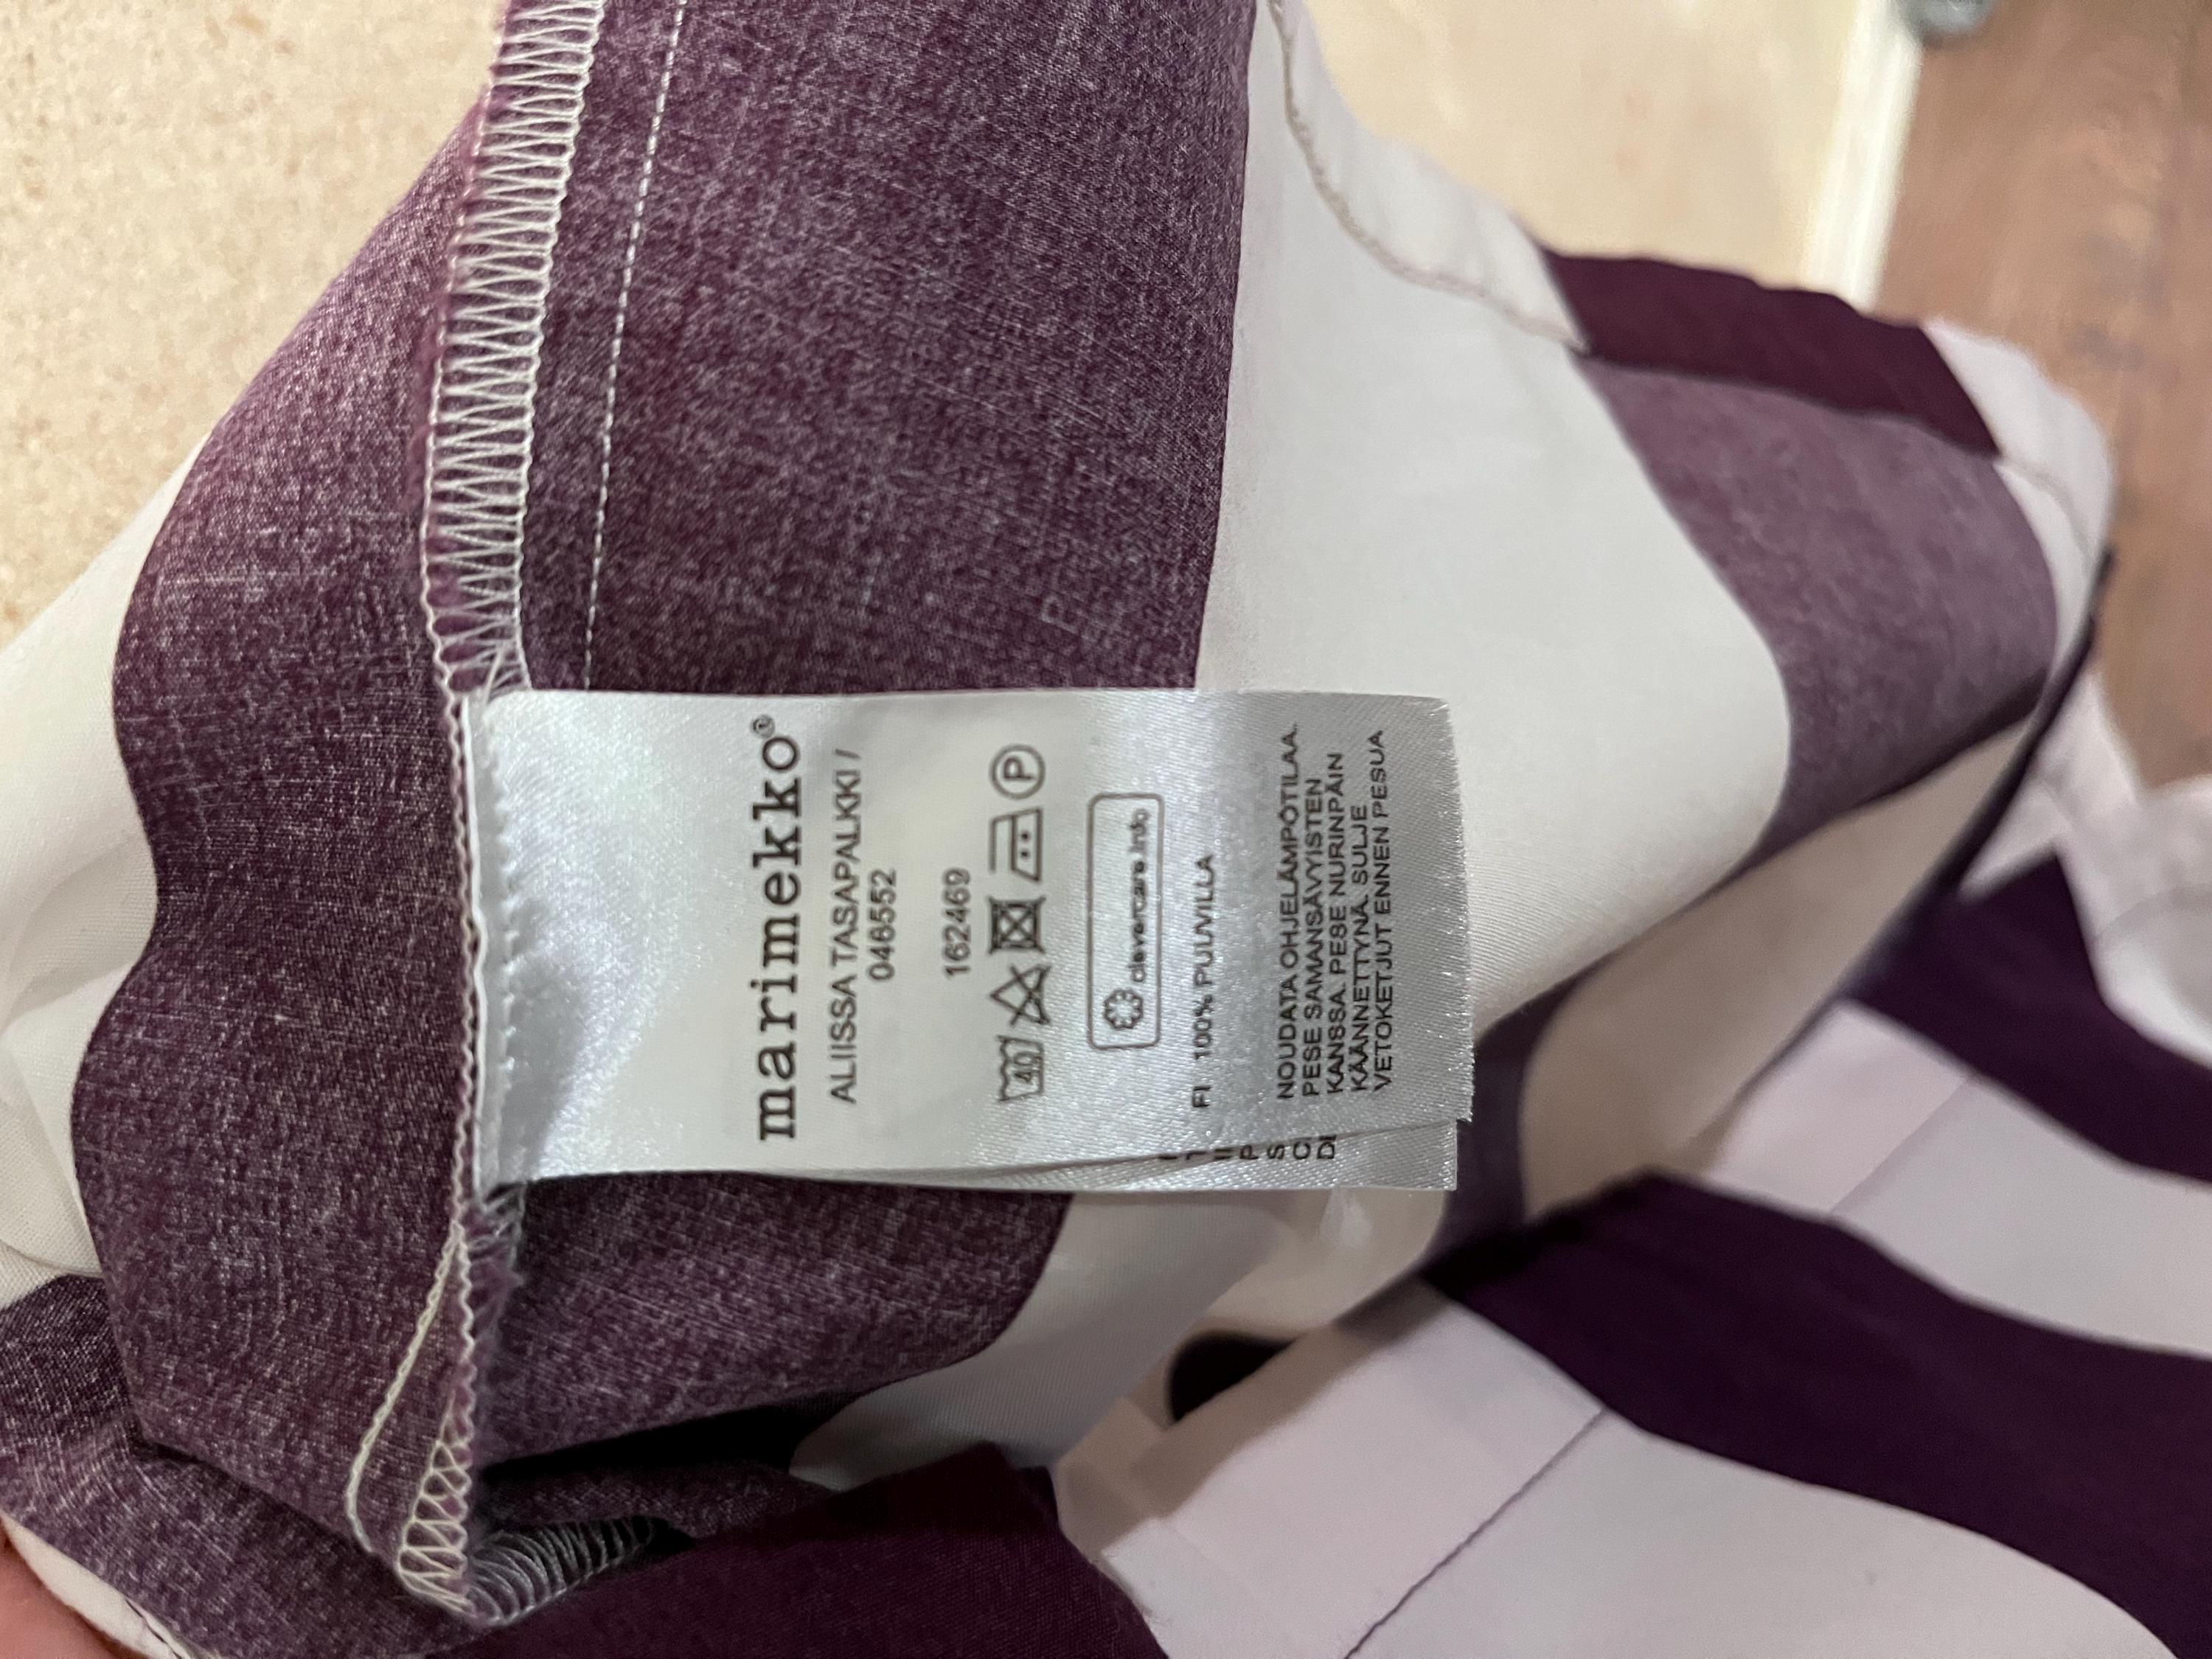 marimekko®
ALIISSA TASAPALKKI /
046552
162469
40 P
clevercare.info
FI 100% PUUVILLA
NOUDATA OHJELÄMPÖTILAA.
PESE SAMANSÄVYISTEN
KANSSA. PESE NURINPÄIN
KÄÄNNETTYNÄ. SULJE
VETOKETJUT ENNEN PESUA